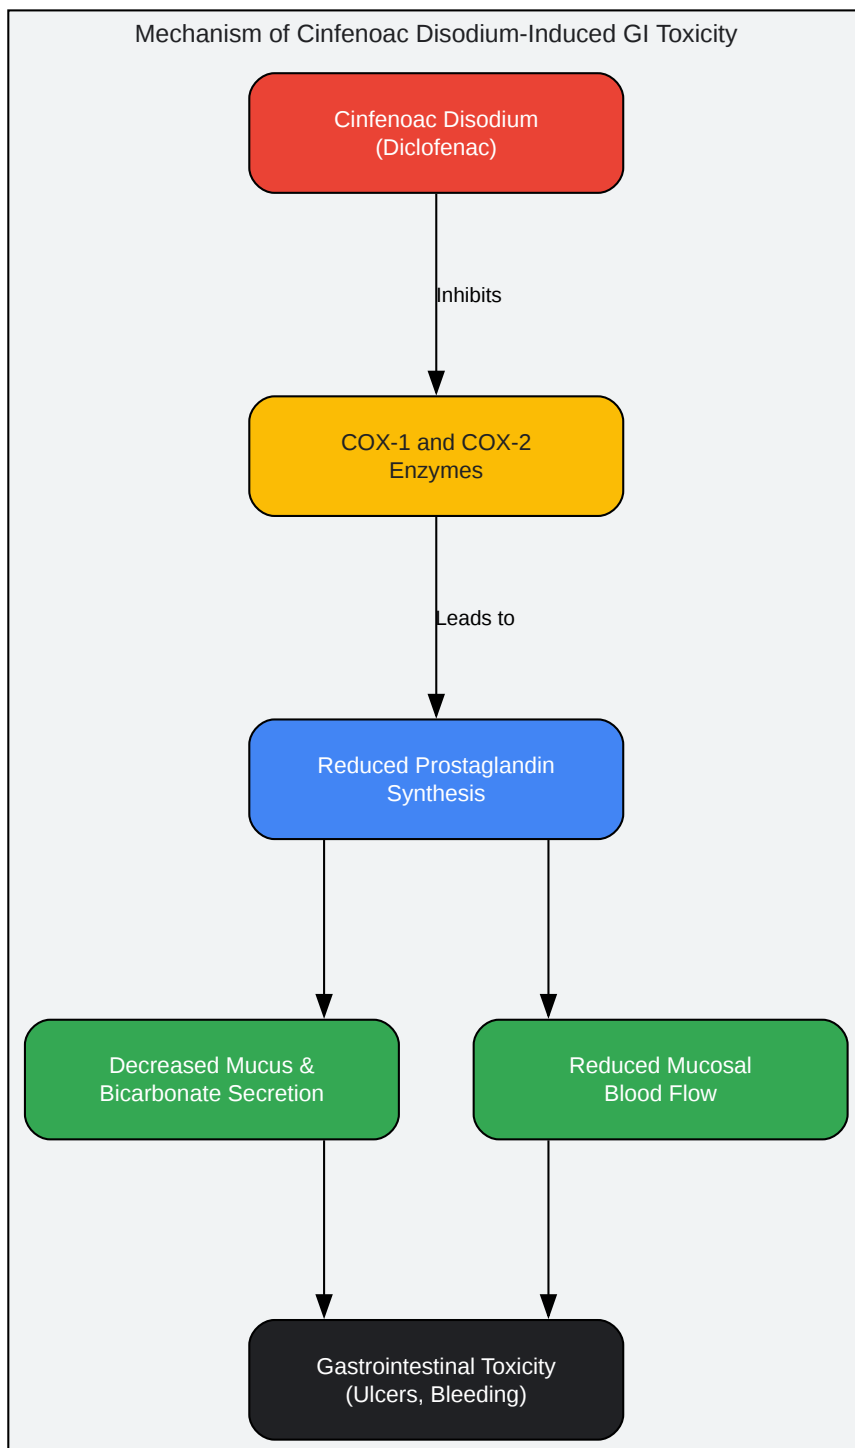 Mechanism of Cinfenoac Disodium-Induced GI Toxicity
Cinfenoac Disodium
(Diclofenac)
Inhibits
COX-1 and COX-2
Enzymes
Leads to
Reduced Prostaglandin
Synthesis
Decreased Mucus &
Bicarbonate Secretion
Reduced Mucosal
Blood Flow
Gastrointestinal Toxicity
(Ulcers, Bleeding)